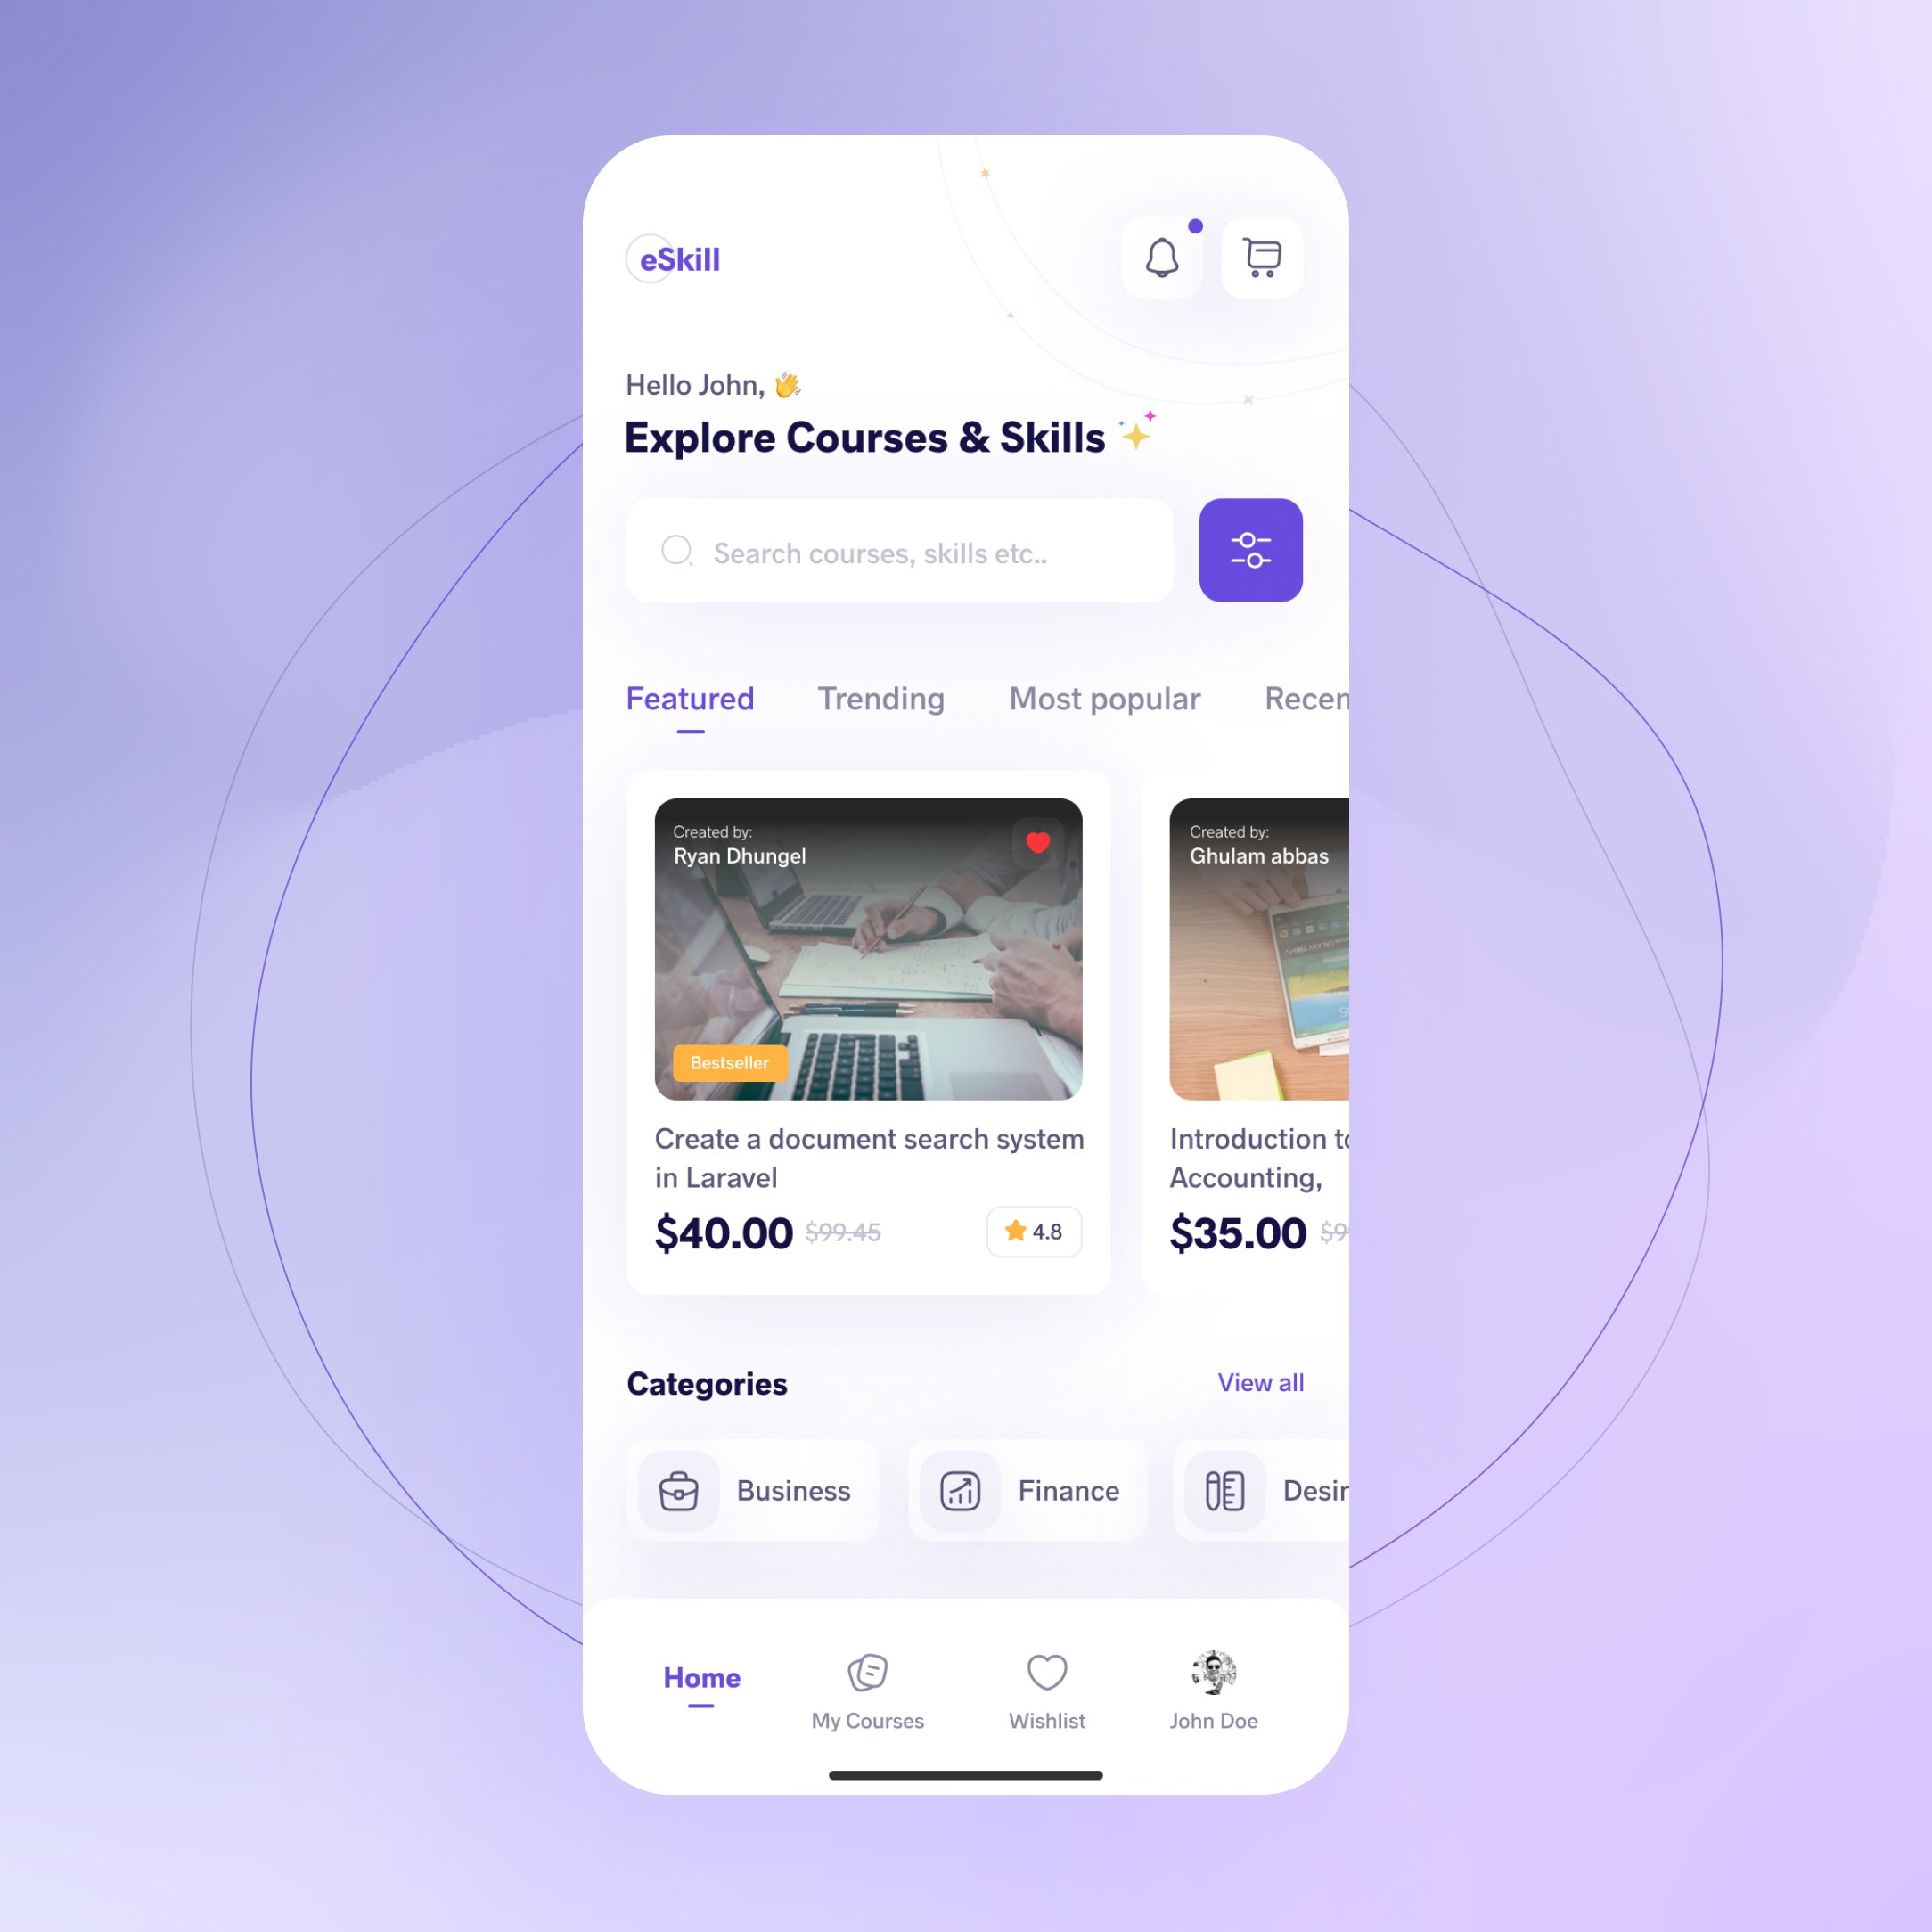 eSkill
Hello John, 👋
Explore Courses & Skills
Search courses, skills etc..
Featured Trending Most popular Recen
Created by:
Ryan Dhungel
Bestseller
Create a document search system
in Laravel
$40.00 $99.45 4.8
Created by:
Ghulam abbas
Introduction to
Accounting,
$35.00 $9
Categories View all
Business Finance Desin
Home My Courses Wishlist John Doe